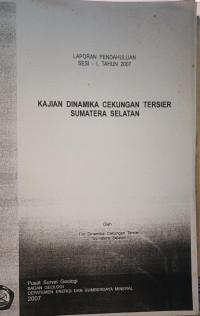 LAPORAN PENDAHULUAN
SESI - I, TAHUN 2007
KAJIAN DINAMIKA CEKUNGAN TERSIER
SUMATERA SELATAN
Oleh
Tim Dinamika Cekungan Tersier
Sumatera Selatan
Pusat Survei Geologi
BADAN GEOLOGI
DEPARTEMEN ENERGI DAN SUMBERDAYA MINERAL
2007